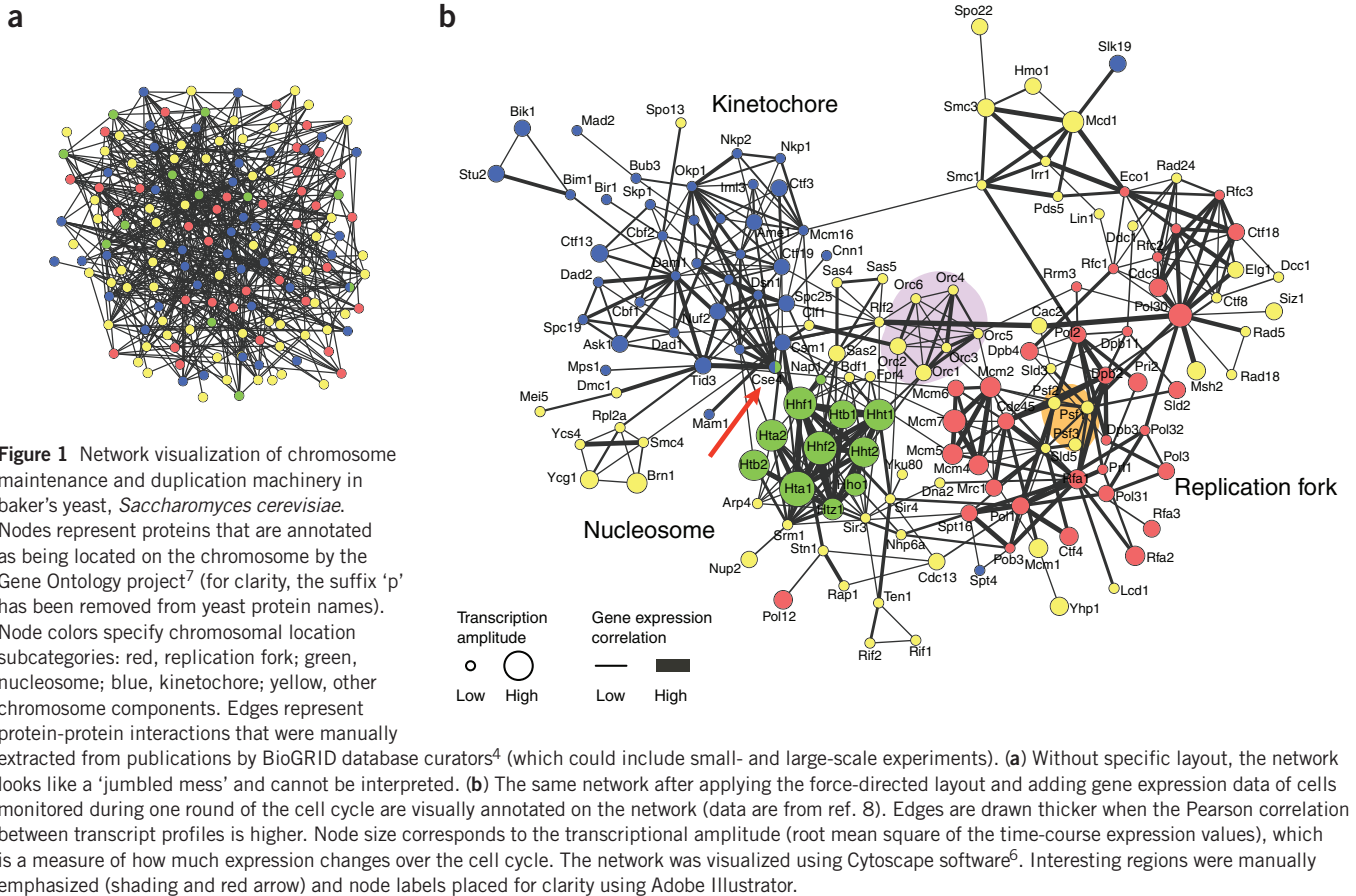 a
b
Kinetochore
Nucleosome
Replication fork
Spo22
Slk19
Hmo1
Smc3
Mcd1
Smc1
Irr1
Pds5
Eco1
Rad24
Rfc3
Lin1
Ddc1
Rfc2
Ctf18
Rfc1
Cdc9
Elg1
Dcc1
Rrm3
Pol30
Ctf8
Siz1
Rad5
Rad18
Msh2
Bik1
Mad2
Spo13
Nkp2
Nkp1
Stu2
Bim1
Bub3
Okp1
Bir1
Skp1
Iml3
Ctf3
Ame1
Mcm16
Ctf13
Cbf2
Ctf19
Cnn1
Dad2
Dam1
Dsn1
Spc25
Cbf1
Nuf2
Clf1
Spc19
Ask1
Dad1
Csm1
Mps1
Tid3
Cse4
Dmc1
Mei5
Mam1
Rpl2a
Ycs4
Smc4
Ycg1
Brn1
Sas4
Sas5
Orc6
Orc4
Rlf2
Cac2
Orc5
Sas2
Orc2
Orc3
Nap1
Bdf1
Fpr4
Orc1
Mcm2
Dpb4
Pol2
Dpb11
Sld3
Dpb2
Pri2
Sld2
Hhf1
Htb1
Hht1
Mcm6
Cdc45
Psf2
Psf1
Hta2
Hhf2
Hht2
Mcm7
Psf3
Dpb3
Pol32
Htb2
Mcm5
Mcm4
Sld5
Pri1
Pol3
Hta1
Hho1
Yku80
Dna2
Mrc1
Rfa1
Pol31
Arp4
Htz1
Sir4
Sir3
Spt16
Pol1
Rfa3
Srm1
Stn1
Nhp6a
Pob3
Mcm1
Ctf4
Rfa2
Nup2
Cdc13
Spt4
Rap1
Ten1
Lcd1
Yhp1
Pol12
Rif2
Rif1
Transcription
amplitude
Low High
Gene expression
correlation
Low High
Figure 1 Network visualization of chromosome
maintenance and duplication machinery in
baker's yeast, Saccharomyces cerevisiae.
Nodes represent proteins that are annotated
as being located on the chromosome by the
Gene Ontology project7 (for clarity, the suffix ‘p’
has been removed from yeast protein names).
Node colors specify chromosomal location
subcategories: red, replication fork; green,
nucleosome; blue, kinetochore; yellow, other
chromosome components. Edges represent
protein-protein interactions that were manually
extracted from publications by BioGRID database curators4 (which could include small- and large-scale experiments). (a) Without specific layout, the network
looks like a ‘jumbled mess’ and cannot be interpreted. (b) The same network after applying the force-directed layout and adding gene expression data of cells
monitored during one round of the cell cycle are visually annotated on the network (data are from ref. 8). Edges are drawn thicker when the Pearson correlation
between transcript profiles is higher. Node size corresponds to the transcriptional amplitude (root mean square of the time-course expression values), which
is a measure of how much expression changes over the cell cycle. The network was visualized using Cytoscape software6. Interesting regions were manually
emphasized (shading and red arrow) and node labels placed for clarity using Adobe Illustrator.